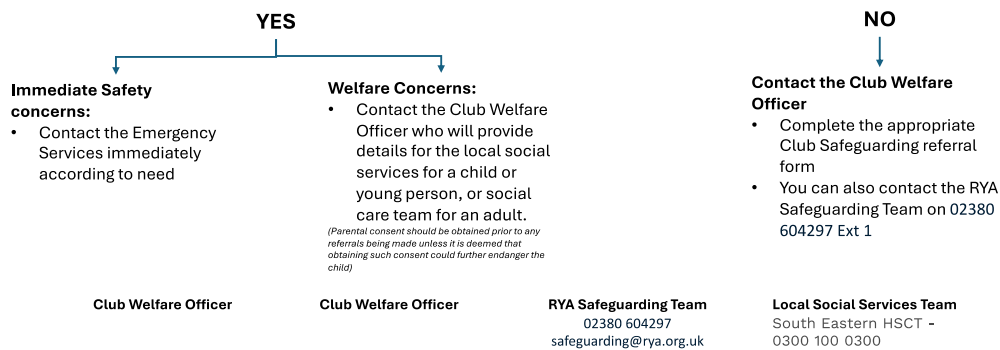 YES
NO
Immediate Safety
concerns:
• Contact the Emergency
Services immediately
according to need
Welfare Concerns:
• Contact the Club Welfare
Officer who will provide
details for the local social
services for a child or
young person, or social
care team for an adult.
(Parental consent should be obtained prior to any
referrals being made unless it is deemed that
obtaining such consent could further endanger the
child)
Contact the Club Welfare
Officer
• Complete the appropriate
Club Safeguarding referral
form
• You can also contact the RYA
Safeguarding Team on 02380
604297 Ext 1
Club Welfare Officer
Club Welfare Officer
RYA Safeguarding Team
02380 604297
safeguarding@rya.org.uk
Local Social Services Team
South Eastern HSCT -
0300 100 0300